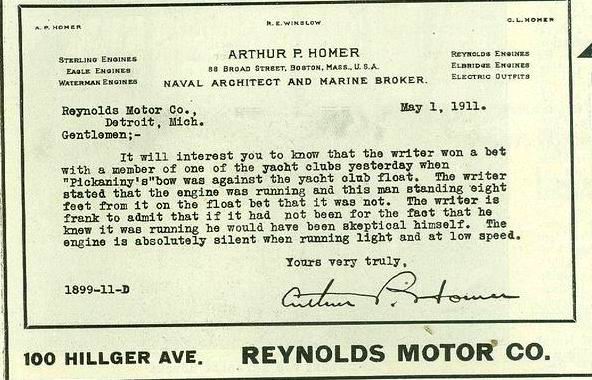 A. P. HOMER
R. E. WINSLOW
C. L. HOMER
STERLING ENGINES
EAGLE ENGINES
WATERMAN ENGINES
ARTHUR P. HOMER
88 BROAD STREET, BOSTON, MASS., U. S. A.
NAVAL ARCHITECT AND MARINE BROKER.
REYNOLDS ENGINES
ELBRIDGE ENGINES
ELECTRIC OUTFITS
Reynolds Motor Co., May 1, 1911.
Detroit, Mich.
Gentlemen;-
It will interest you to know that the writer won a bet
with a member of one of the yacht clubs yesterday when
"Pickaniny's"bow was against the yacht club float. The writer
stated that the engine was running and this man standing eight
feet from it on the float bet that it was not. The writer is
frank to admit that if it had not been for the fact that he
knew it was running he would have been skeptical himself. The
engine is absolutely silent when running light and at low speed.
Yours very truly,
1899-11-D
Arthur P. Homer
100 HILLGER AVE. REYNOLDS MOTOR CO.